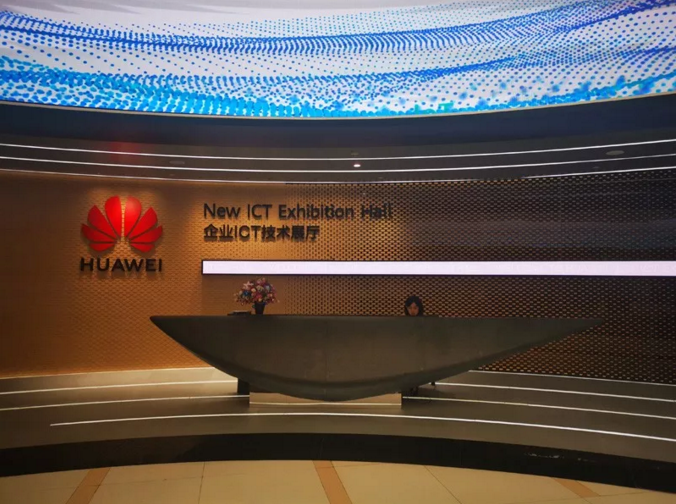 New ICT Exhibition Hall
企业ICT技术展厅
HUAWEI